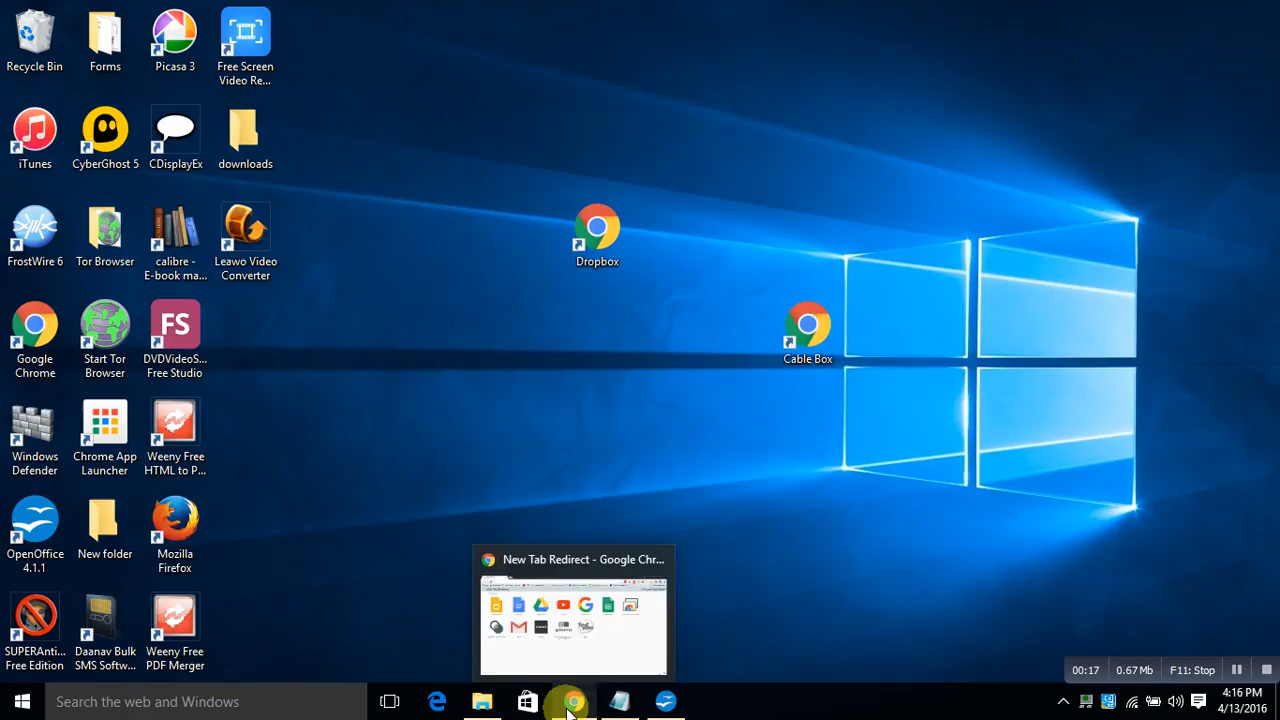 Recycle Bin
Forms
Picasa 3
Free Screen
Video Re...
iTunes
CyberGhost 5
CDisplayEx
downloads
FrostWire 6
Tor Browser
calibre -
E-book ma...
Leawo Video
Converter
Dropbox
Google
Chrome
Start Tor
Browser
FS
DVDVideoS...
Free Studio
Cable Box
Windows
Defender
Chrome App
Launcher
Weeny Free
HTML to P...
OpenOffice
4.1.1
New folder
Mozilla
Firefox
SUPERAnti...
Free Edition
Daanav Bulk
SMS Softw...
Weeny Free
PDF Merger
New Tab Redirect - Google Chr...
00:17
0.67 Mb
F11: Stop
Search the web and Windows
4:16 PM
4/13/2016